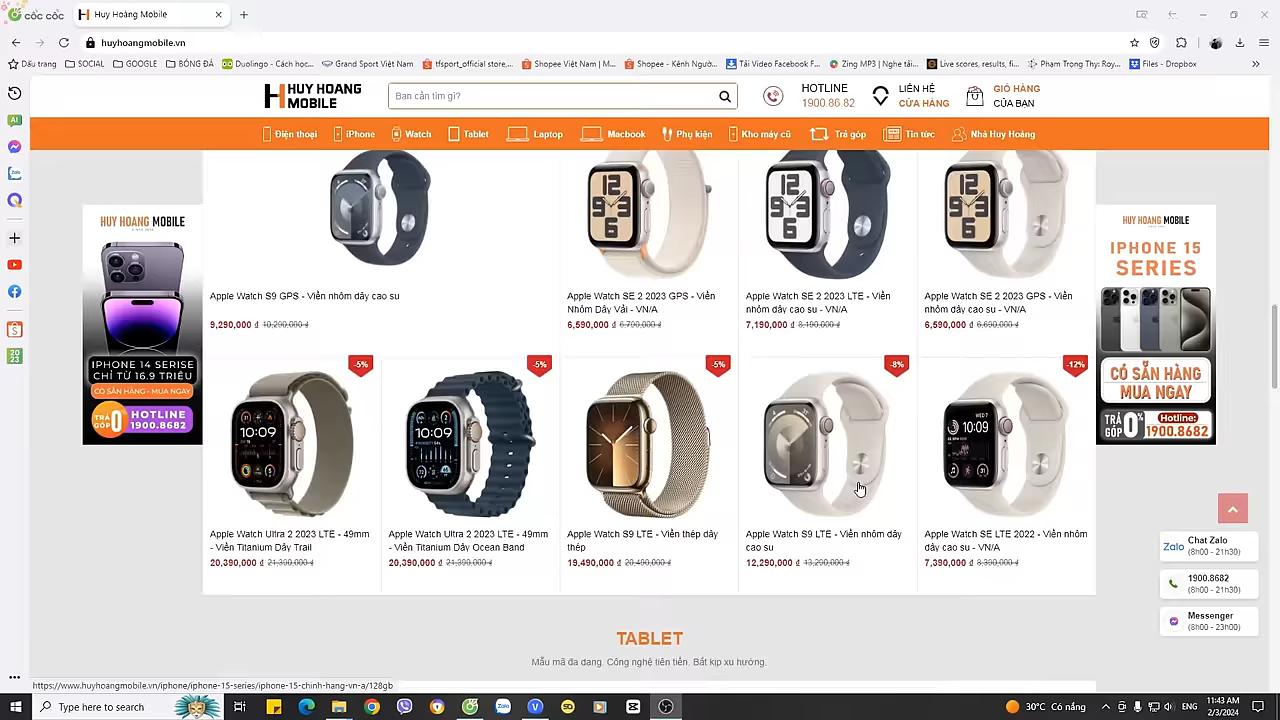 cốc cốc
Huy Hoàng Mobile
huyhoangmobile.vn
Dấu trang
SOCIAL
GOOGLE
BÓNG ĐÁ
Duolingo - Cách học...
Grand Sport Việt Nam
tfsport_official store,...
Shopee Việt Nam | M...
Shopee - Kênh Ngườ...
Tải Video Facebook F...
Zing MP3 | Nghe tải...
Live scores, results, fi...
Phạm Trọng Thy: Roy...
Files - Dropbox
HUY HOANG
MOBILE
Bạn cần tìm gì?
HOTLINE
1900.86.82
LIÊN HỆ
CỬA HÀNG
GIỎ HÀNG
CỦA BẠN
Điện thoại
iPhone
Watch
Tablet
Laptop
Macbook
Phụ kiện
Kho máy cũ
Trả góp
Tin tức
Nhà Huy Hoàng
Apple Watch S9 GPS - Viền nhôm dây cao su
9,290,000 đ 10,290,000 đ
Apple Watch SE 2 2023 GPS - Viền
Nhôm Dây Vải - VN/A
6,590,000 đ 6,790,000 đ
Apple Watch SE 2 2023 LTE - Viền
nhôm dây cao su - VN/A
7,190,000 đ 8,190,000 đ
Apple Watch SE 2 2023 GPS - Viền
nhôm dây cao su - VN/A
6,590,000 đ 6,690,000 đ
-5%
-5%
-5%
-8%
-12%
Apple Watch Ultra 2 2023 LTE - 49mm
- Viền Titanium Dây Trail
20,390,000 đ 21,390,000 đ
Apple Watch Ultra 2 2023 LTE - 49mm
- Viền Titanium Dây Ocean Band
20,390,000 đ 21,390,000 đ
Apple Watch S9 LTE - Viền thép dây
thép
19,490,000 đ 20,490,000 đ
Apple Watch S9 LTE - Viền nhôm dây
cao su
12,290,000 đ 13,290,000 đ
Apple Watch SE LTE 2022 - Viền nhôm
dây cao su - VN/A
7,390,000 đ 8,390,000 đ
HUY HOANG MOBILE
IPHONE 14 SERISE
CHỈ TỪ 16.9 TRIỆU
CÓ SẴN HÀNG - MUA NGAY
TRẢ GÓP 0
HOTLINE
1900.8682
HUY HOANG MOBILE
IPHONE 15
SERIES
CÓ SẴN HÀNG
MUA NGAY
TRẢ GÓP 0%
Hotline:
1900.8682
Zalo
Chat Zalo
(8h00 - 21h30)
1900.8682
(8h00 - 21h30)
Messenger
(8h00 - 23h00)
TABLET
Mẫu mã đa dạng. Công nghệ tiên tiến. Bắt kịp xu hướng.
https://www.huyhoangmobile.vn/iphone/iphone-15-series/iphone-15-chinh-hang-vn-a/128gb
Type here to search
30°C Có nắng
ENG
11:43 AM
2/3/2024